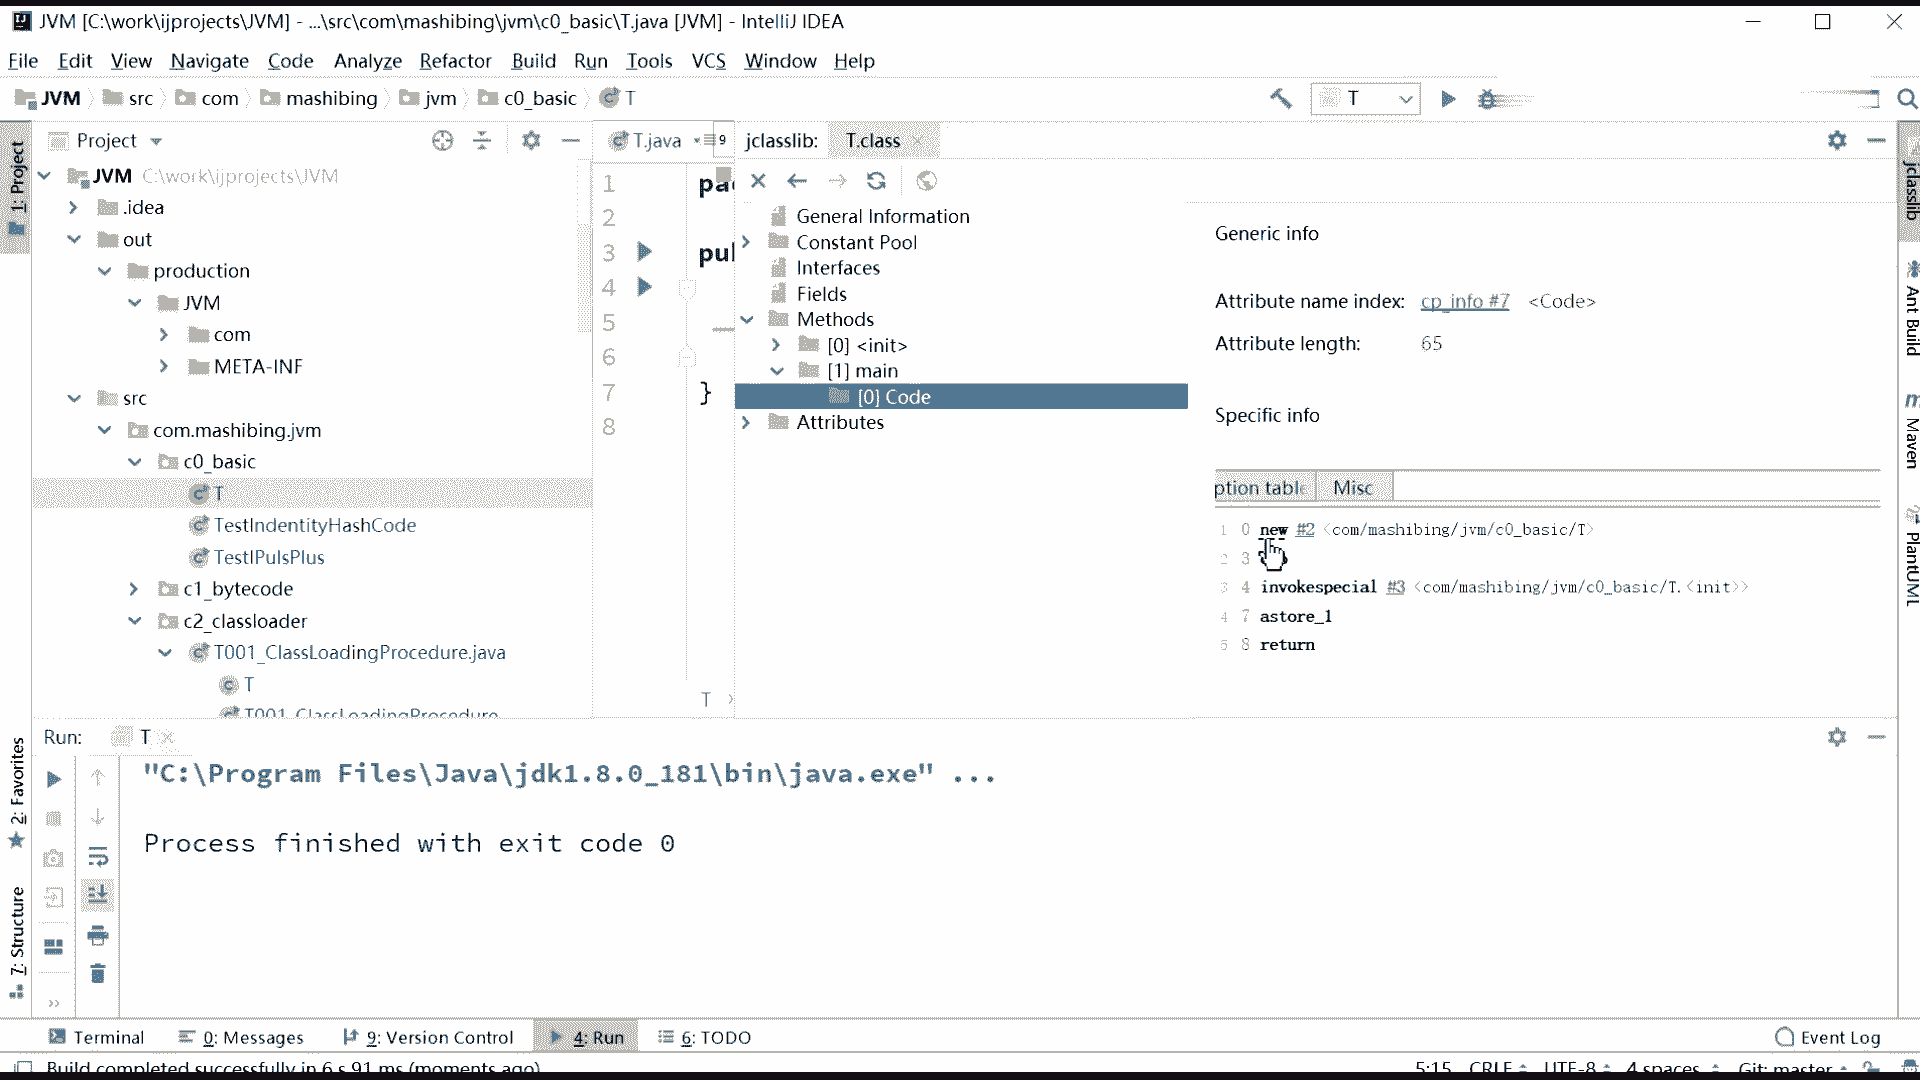 JVM [C:\work\ijprojects\JVM] - ...\src\com\mashibing\jvm\c0_basic\T.java [JVM] - IntelliJ IDEA
File Edit View Navigate Code Analyze Refactor Build Run Tools VCS Window Help
JVM src com mashibing jvm c0_basic T
T
1: Project
Project
JVM C:\work\ijprojects\JVM
.idea
out
production
JVM
com
META-INF
src
com.mashibing.jvm
c0_basic
T
TestIndentityHashCode
TestIPulsPlus
c1_bytecode
c2_classloader
T001_ClassLoadingProcedure.java
T
T001_ClassLoadingProcedure
T.java 9
1 pac
2
3 pul
4
5
6
7 }
8
T
jclasslib: T.class
General Information
Constant Pool
Interfaces
Fields
Methods
[0] <init>
[1] main
[0] Code
Attributes
Generic info
Attribute name index: cp_info #7 <Code>
Attribute length: 65
Specific info
ption table Misc
1 0 new #2 <com/mashibing/jvm/c0_basic/T>
2 3
3 4 invokespecial #3 <com/mashibing/jvm/c0_basic/T.<init>>
4 7 astore_1
5 8 return
jclasslib
Ant Build
Maven
PlantUML
2: Favorites
7: Structure
Run: T
"C:\Program Files\Java\jdk1.8.0_181\bin\java.exe" ...
Process finished with exit code 0
Terminal 0: Messages 9: Version Control 4: Run 6: TODO Event Log
Build completed successfully in 6 s 91 ms (moments ago) 5:15 CRLF UTF-8 4 spaces Git: master